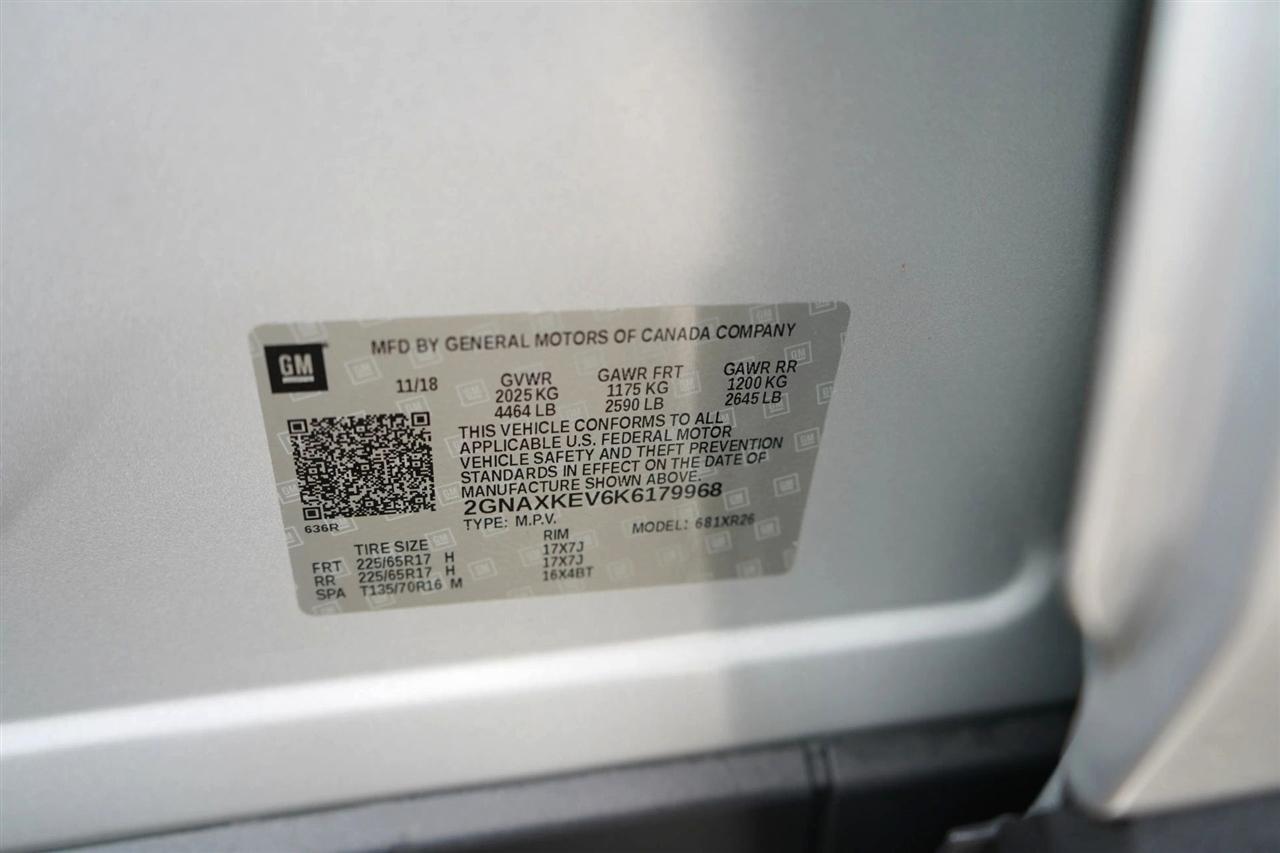 GM
MFD BY GENERAL MOTORS OF CANADA COMPANY
11/18 GVWR GAWR FRT GAWR RR
2025 KG 1175 KG 1200 KG
4464 LB 2590 LB 2645 LB
THIS VEHICLE CONFORMS TO ALL
APPLICABLE U.S. FEDERAL MOTOR
VEHICLE SAFETY AND THEFT PREVENTION
STANDARDS IN EFFECT ON THE DATE OF
MANUFACTURE SHOWN ABOVE.
2GNAXKEV6K6179968
636R TYPE: M.P.V. MODEL: 681XR26
TIRE SIZE RIM
FRT 225/65R17 H 17X7J
RR 225/65R17 H 17X7J
SPA T135/70R16 M 16X4BT